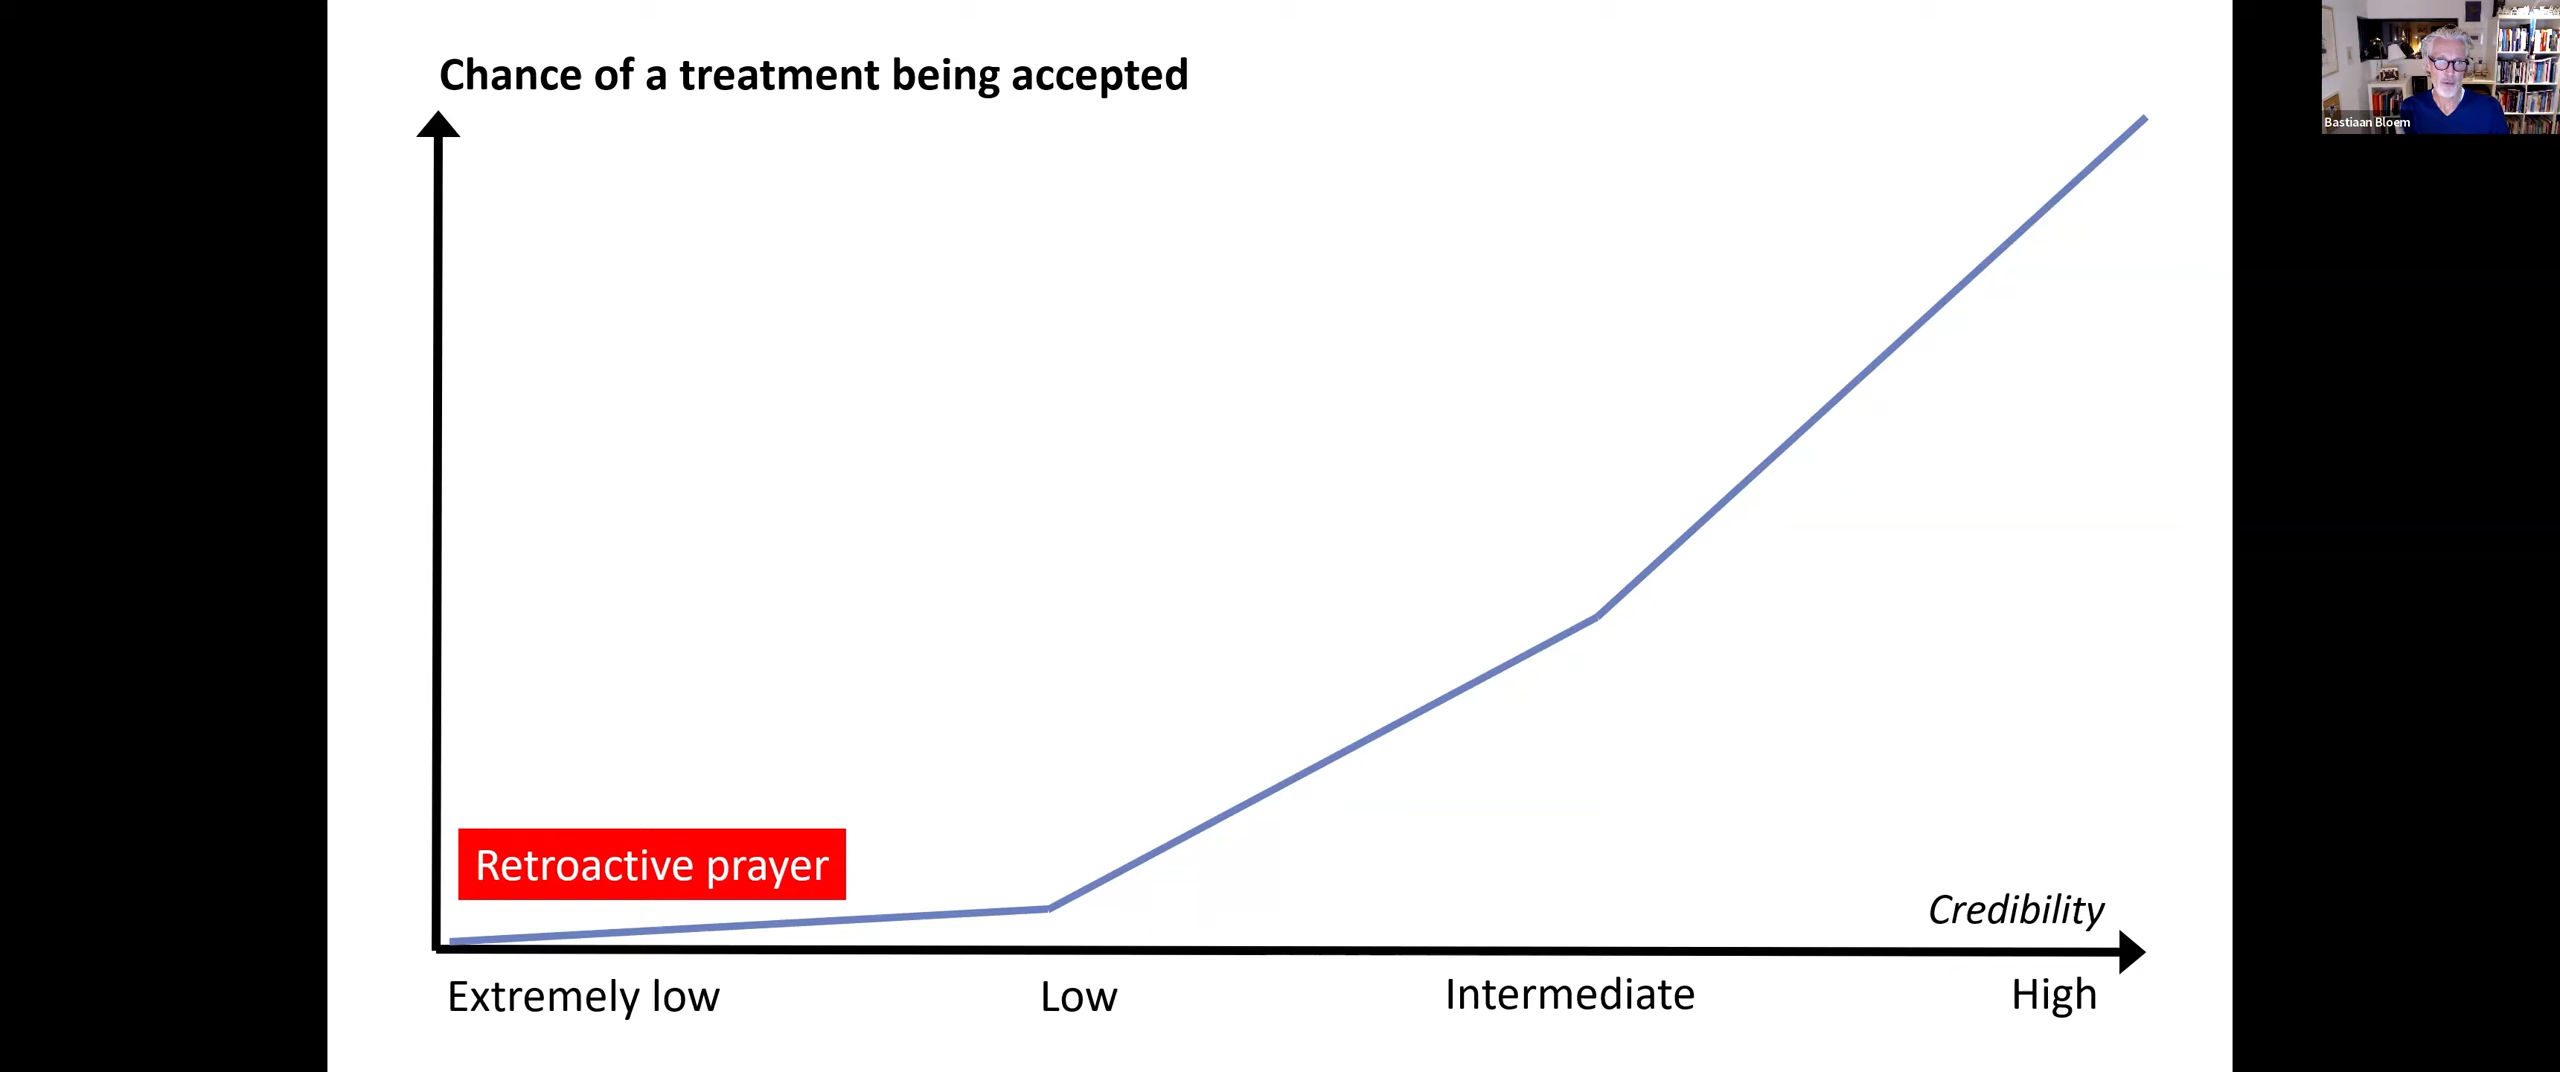 Chance of a treatment being accepted
Bastiaan Bloem
Retroactive prayer
Credibility
Extremely low
Low
Intermediate
High